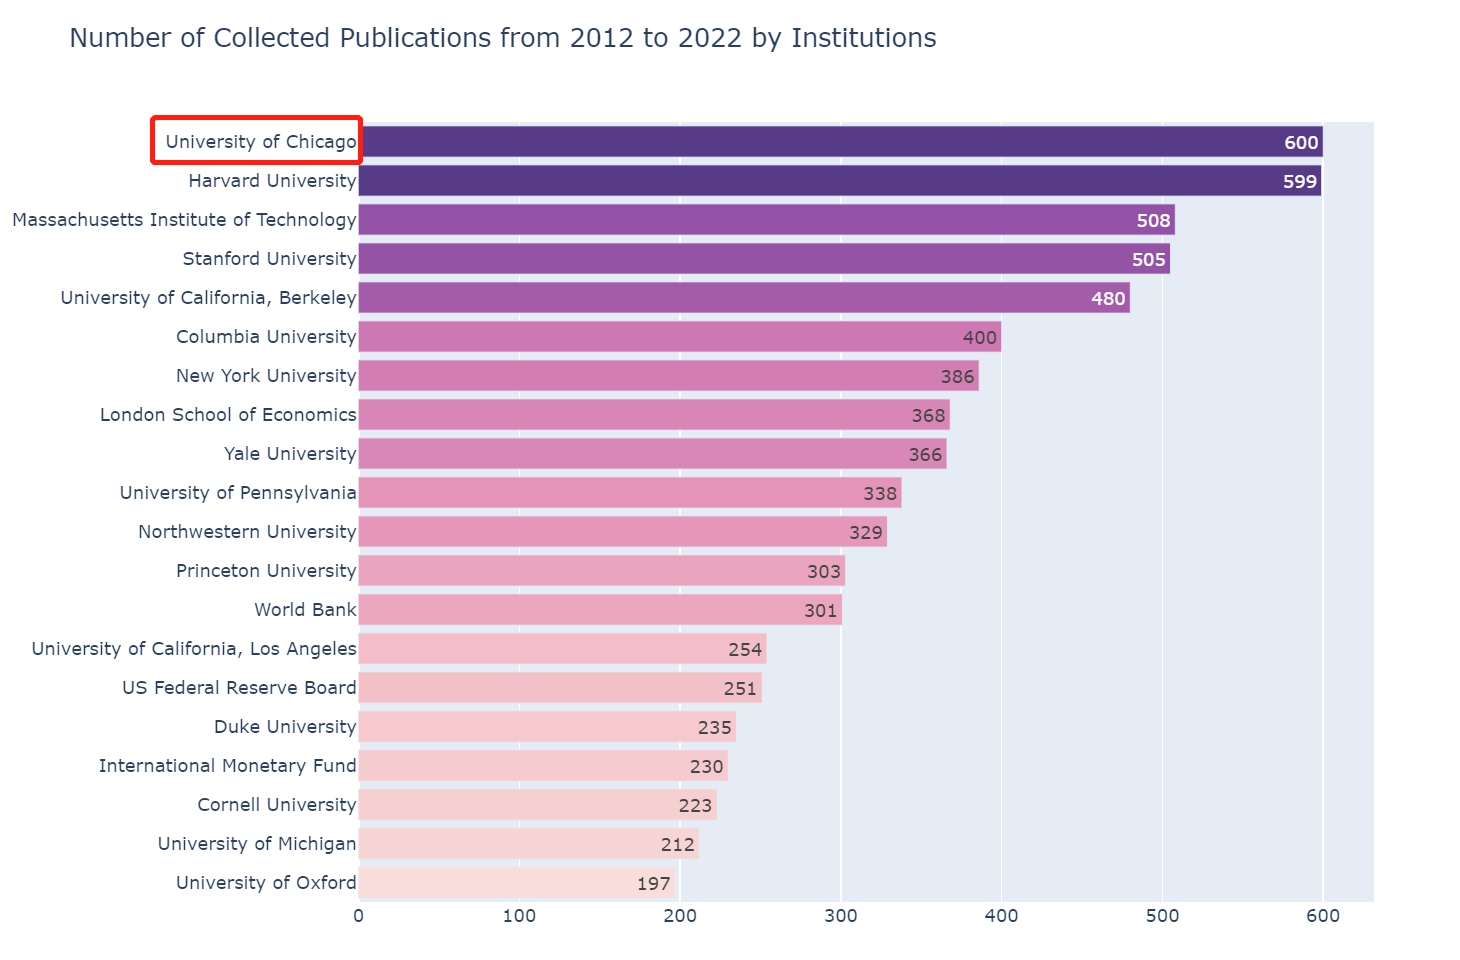 Number of Collected Publications from 2012 to 2022 by Institutions
University of Chicago 600
Harvard University 599
Massachusetts Institute of Technology 508
Stanford University 505
University of California, Berkeley 480
Columbia University 400
New York University 386
London School of Economics 368
Yale University 366
University of Pennsylvania 338
Northwestern University 329
Princeton University 303
World Bank 301
University of California, Los Angeles 254
US Federal Reserve Board 251
Duke University 235
International Monetary Fund 230
Cornell University 223
University of Michigan 212
University of Oxford 197
0 100 200 300 400 500 600